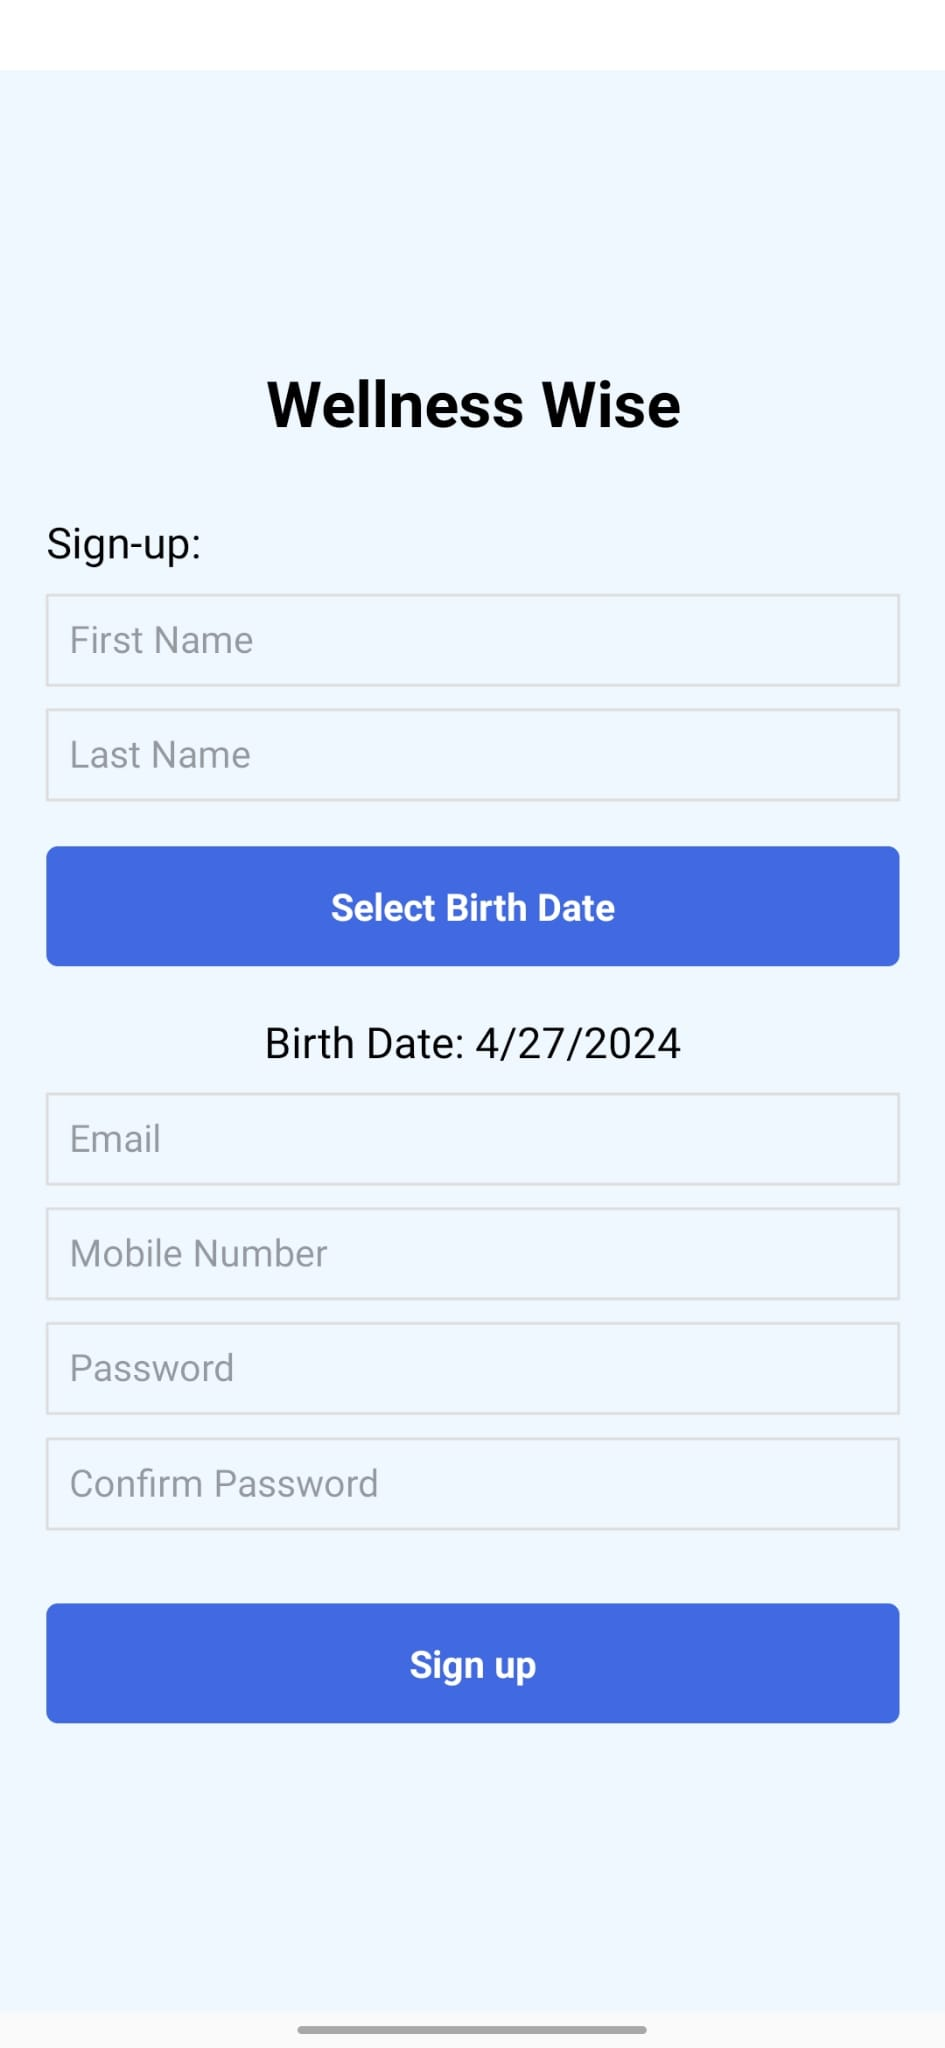 Wellness Wise
Sign-up:
First Name
Last Name
Select Birth Date
Birth Date: 4/27/2024
Email
Mobile Number
Password
Confirm Password
Sign up